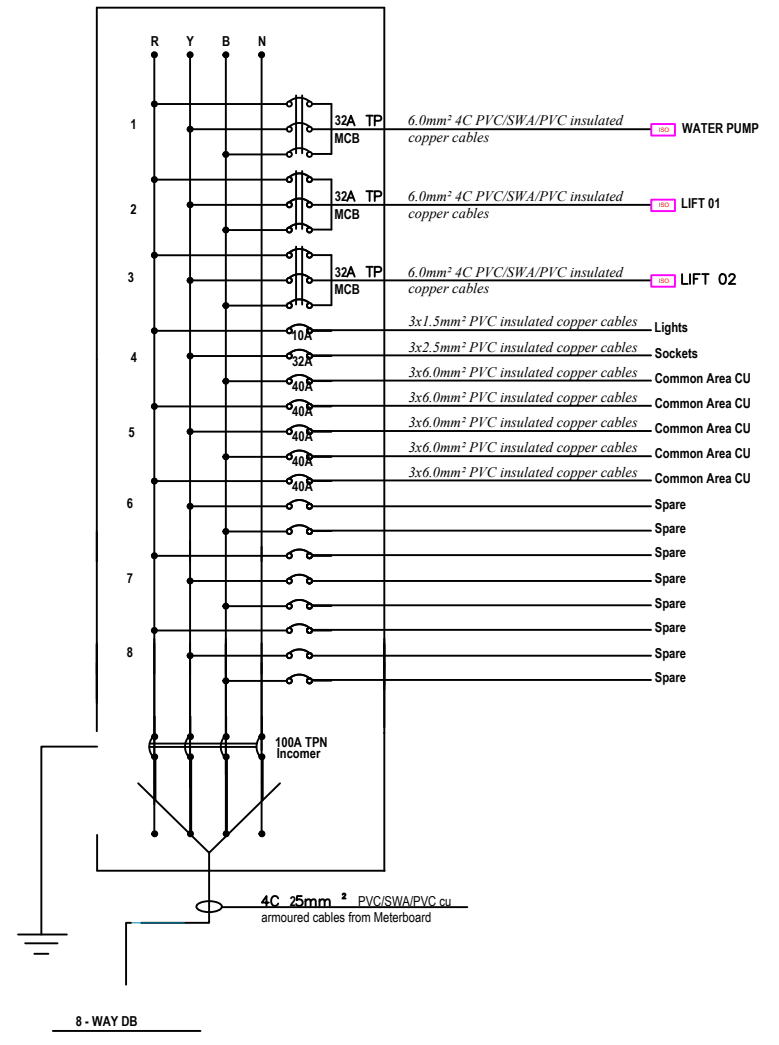 R Y B N
1
32A TP
MCB
6.0mm² 4C PVC/SWA/PVC insulated
copper cables
ISO
WATER PUMP
2
32A TP
MCB
6.0mm² 4C PVC/SWA/PVC insulated
copper cables
ISO
LIFT 01
3
32A TP
MCB
6.0mm² 4C PVC/SWA/PVC insulated
copper cables
ISO
LIFT 02
4
10A
3x1.5mm² PVC insulated copper cables
Lights
32A
3x2.5mm² PVC insulated copper cables
Sockets
40A
3x6.0mm² PVC insulated copper cables
Common Area CU
5
40A
3x6.0mm² PVC insulated copper cables
Common Area CU
40A
3x6.0mm² PVC insulated copper cables
Common Area CU
40A
3x6.0mm² PVC insulated copper cables
Common Area CU
6
40A
3x6.0mm² PVC insulated copper cables
Common Area CU
Spare
Spare
7
Spare
Spare
Spare
8
Spare
Spare
Spare
100A TPN
Incomer
4C 25mm ² PVC/SWA/PVC cu
armoured cables from Meterboard
8 - WAY DB